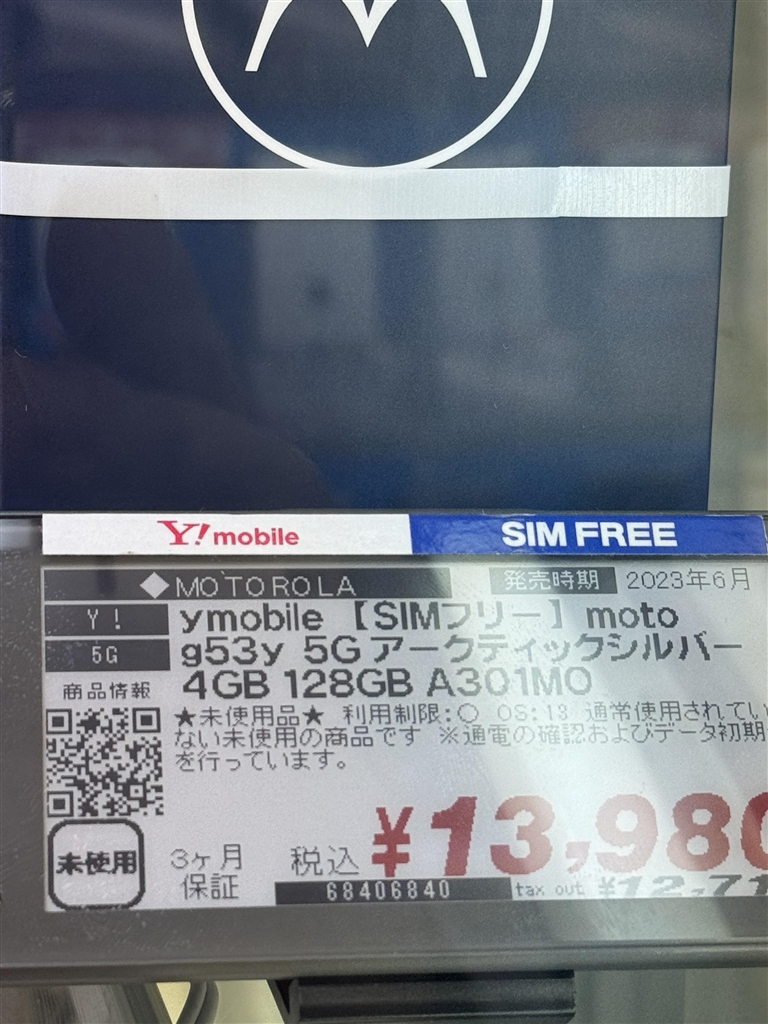 Y!mobile SIM FREE
◆MOTOROLA 発売時期 2023年6月
Y! ymobile 【SIMフリー】 moto
5G g53y 5G アークティックシルバー
商品情報 4GB 128GB A301MO
★未使用品★ 利用制限:○ OS:13 通常使用されてい
ない未使用の商品です ※通電の確認およびデータ初期
を行っています。
未使用 3ヶ月 保証 税込 ¥13,980
68406840 tax out ¥12,71